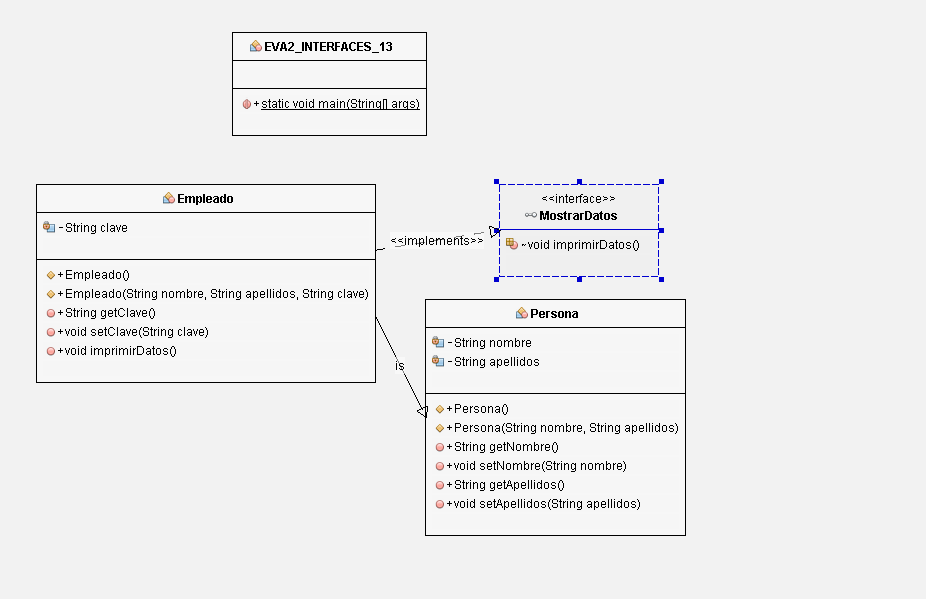 EVA2_INTERFACES_13
+static void main(String[] args)
Empleado
-String clave
+Empleado()
+Empleado(String nombre, String apellidos, String clave)
+String getClave()
+void setClave(String clave)
+void imprimirDatos()
<<implements>>
<<interface>>
MostrarDatos
~void imprimirDatos()
is
Persona
-String nombre
-String apellidos
+Persona()
+Persona(String nombre, String apellidos)
+String getNombre()
+void setNombre(String nombre)
+String getApellidos()
+void setApellidos(String apellidos)